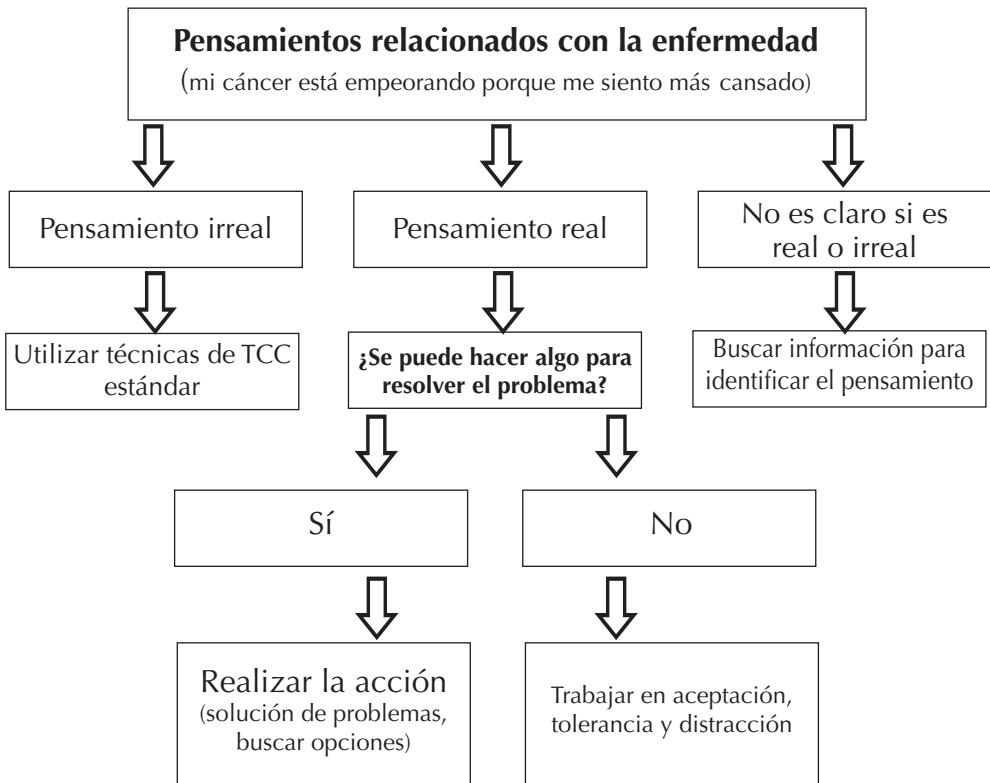 Pensamientos relacionados con la enfermedad
(mi cáncer está empeorando porque me siento más cansado)
Pensamiento irreal
Pensamiento real
No es claro si es
real o irreal
Utilizar técnicas de TCC
estándar
¿Se puede hacer algo para
resolver el problema?
Buscar información para
identificar el pensamiento
Sí
No
Realizar la acción
(solución de problemas,
buscar opciones)
Trabajar en aceptación,
tolerancia y distracción